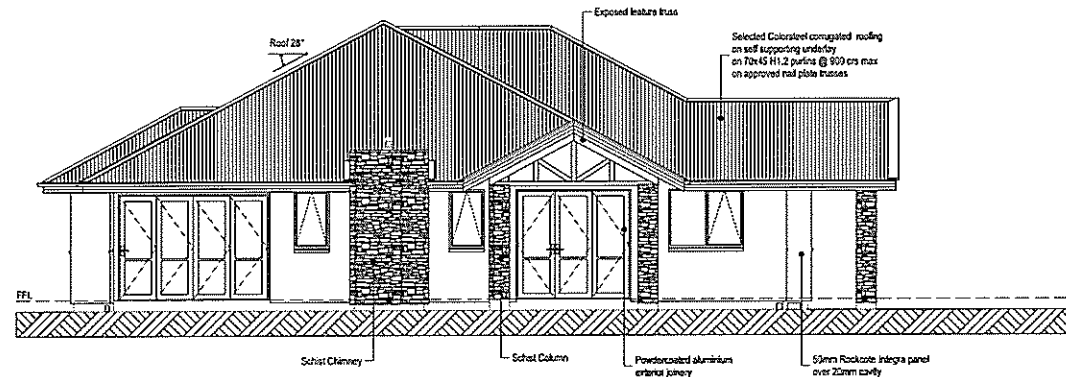 Exposed feature truss
Roof 28°
Selected Colorsteel corrugated roofing
on self supporting underlay
on 70x45 H1.2 purlins @ 900 crs max
on approved nail plate trusses
FFL
Schist Chimney
Schist Column
Powdercoated aluminium
exterior joinery
50mm Rockcote Integra panel
over 20mm cavity